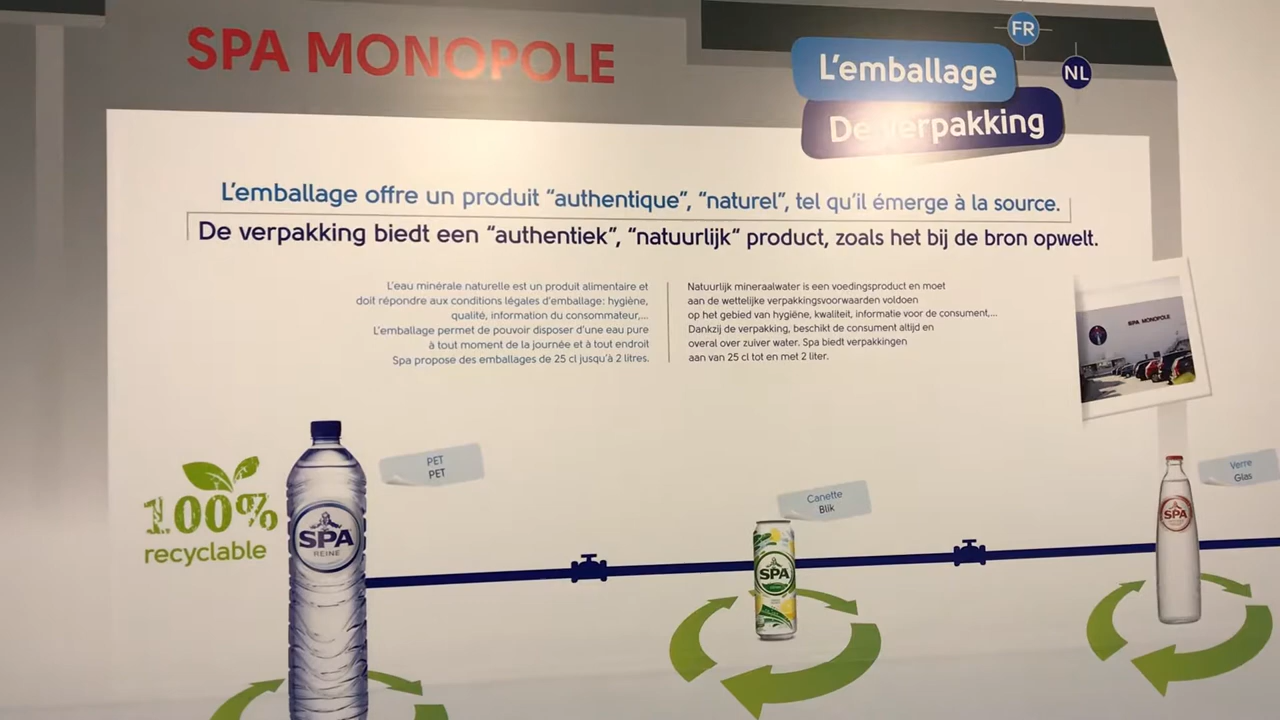 SPA MONOPOLE
FR
L'emballage
NL
De verpakking
L'emballage offre un produit “authentique”, “naturel”, tel qu'il émerge à la source.
De verpakking biedt een “authentiek”, “natuurlijk“ product, zoals het bij de bron opwelt.
L'eau minérale naturelle est un produit alimentaire et
doit répondre aux conditions légales d'emballage: hygiène,
qualité, information du consommateur,...
L'emballage permet de pouvoir disposer d'une eau pure
à tout moment de la journée et à tout endroit
Spa propose des emballages de 25 cl jusqu'à 2 litres.
Natuurlijk mineraalwater is een voedingsproduct en moet
aan de wettelijke verpakkingsvoorwaarden voldoen
op het gebied van hygiëne, kwaliteit, informatie voor de consument,...
Dankzij de verpakking, beschikt de consument altijd en
overal over zuiver water. Spa biedt verpakkingen
aan van 25 cl tot en met 2 liter.
SPA MONOPOLE
100%
recyclable
SPA
REINE
PET
PET
Canette
Blik
SPA
Verre
Glas
SPA